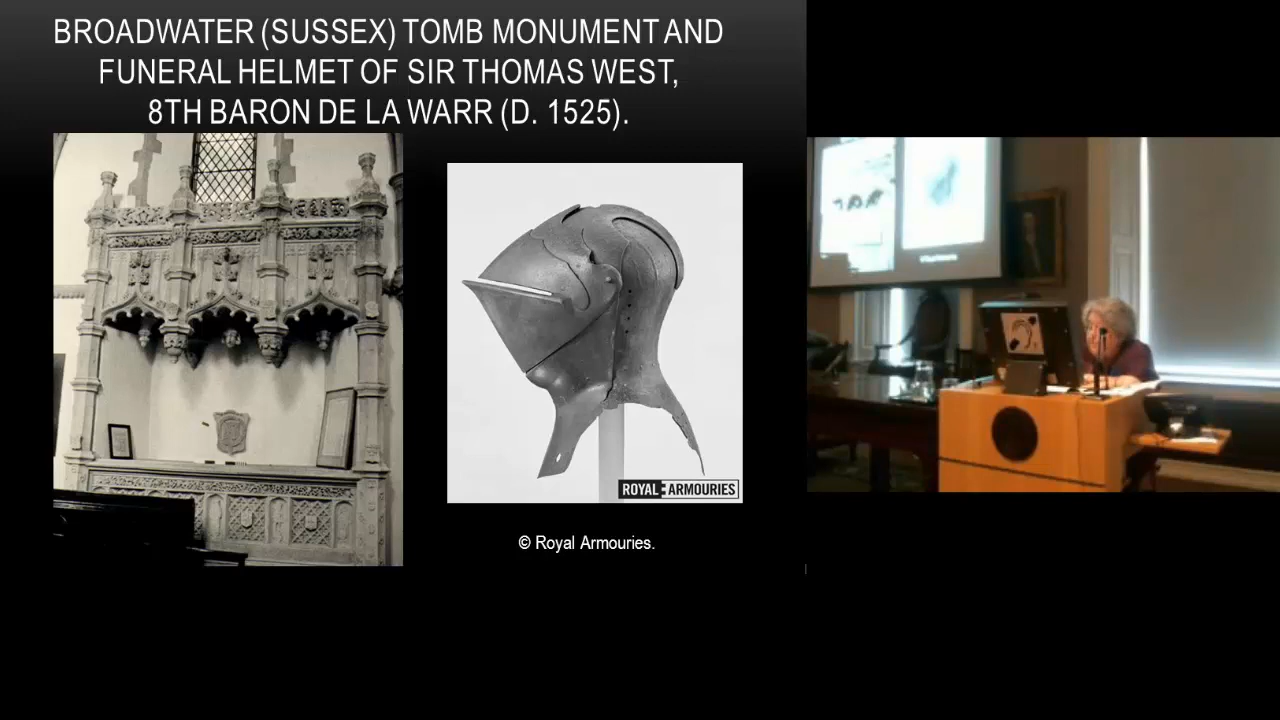 BROADWATER (SUSSEX) TOMB MONUMENT AND
FUNERAL HELMET OF SIR THOMAS WEST,
8TH BARON DE LA WARR (D. 1525).
ROYAL ARMOURIES
© Royal Armouries.